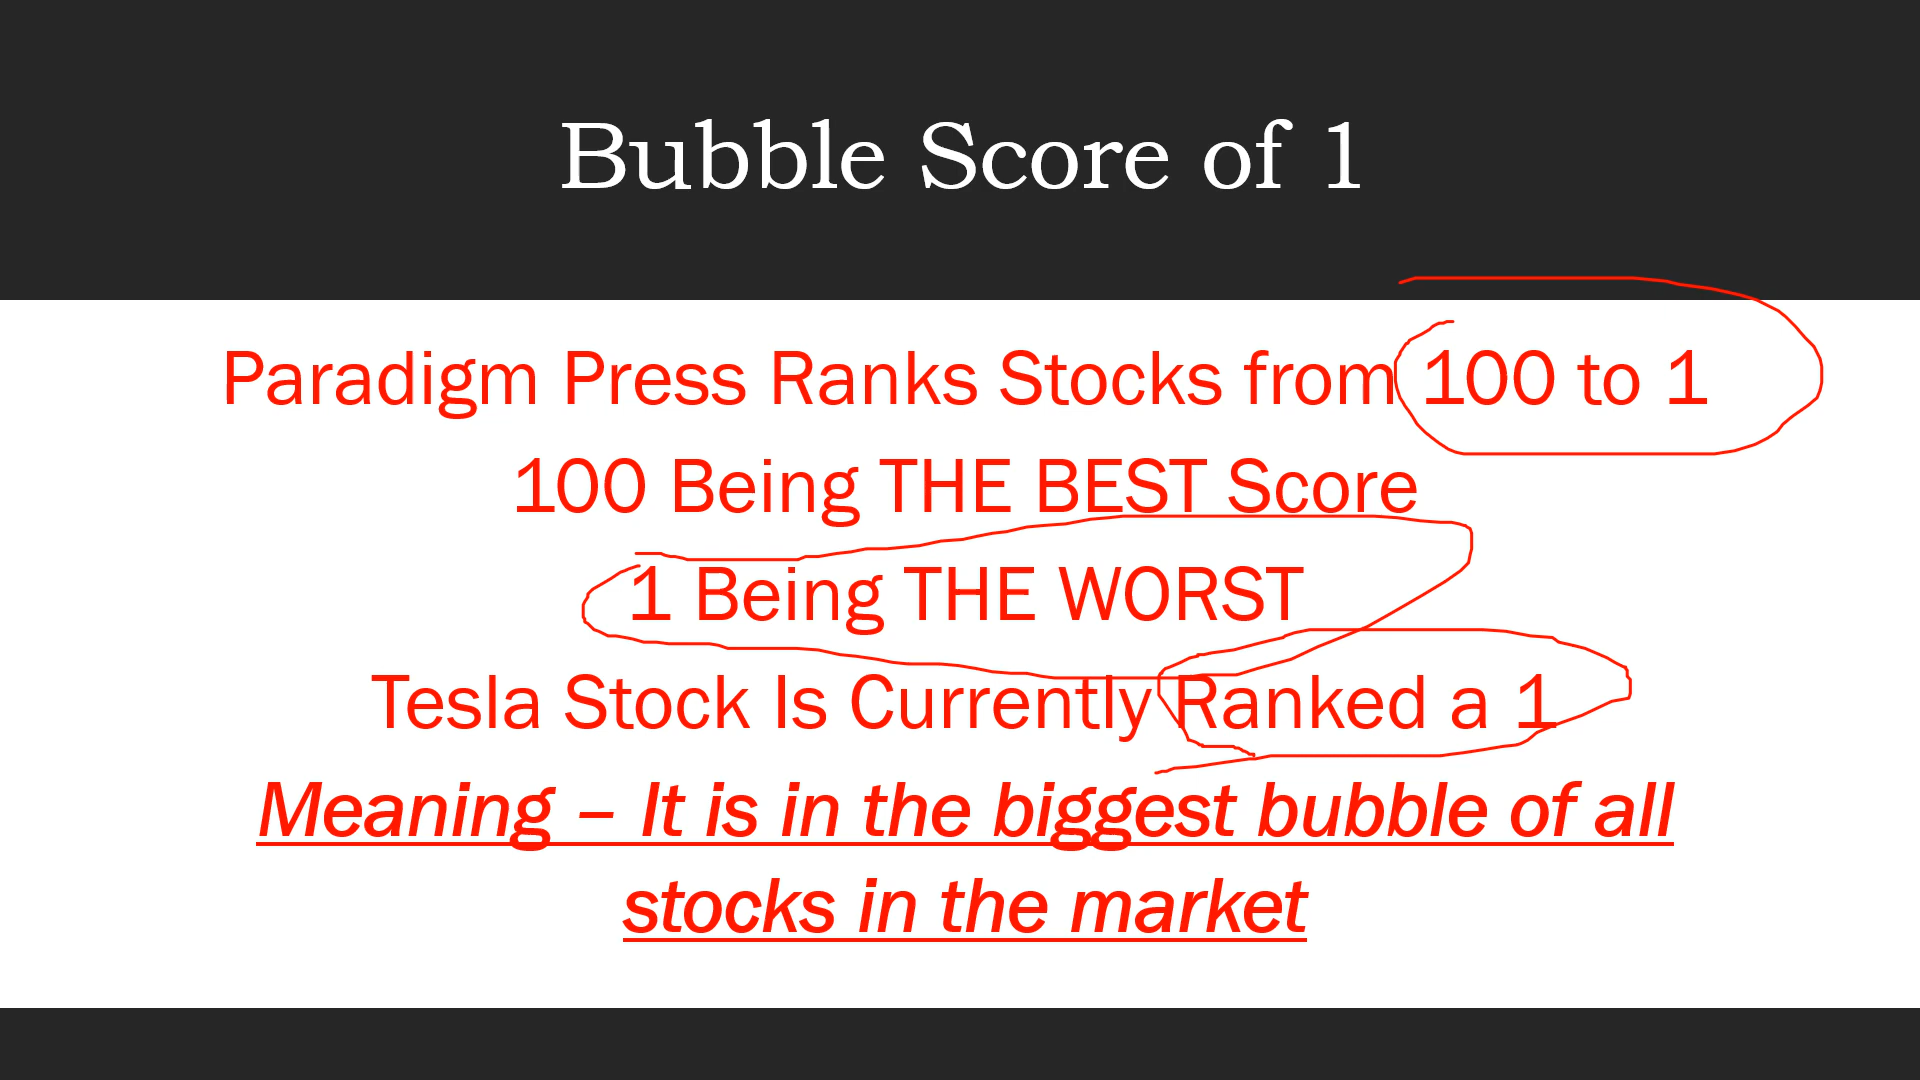 Bubble Score of 1
Paradigm Press Ranks Stocks from 100 to 1
100 Being THE BEST Score
1 Being THE WORST
Tesla Stock Is Currently Ranked a 1
Meaning – It is in the biggest bubble of all
stocks in the market